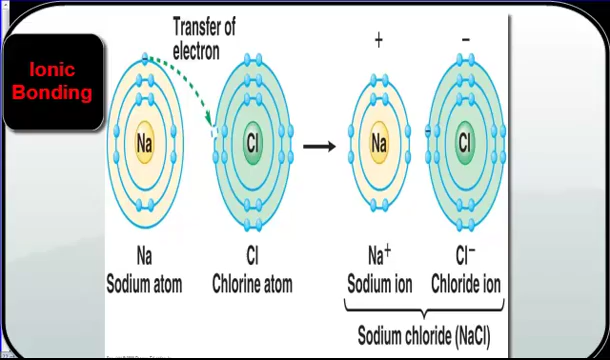 Ionic
Bonding
Transfer of
electron
+
−
Na
Cl
Na
Cl
Na
Cl
Na+
Cl−
Sodium atom
Chlorine atom
Sodium ion
Chloride ion
Sodium chloride (NaCl)